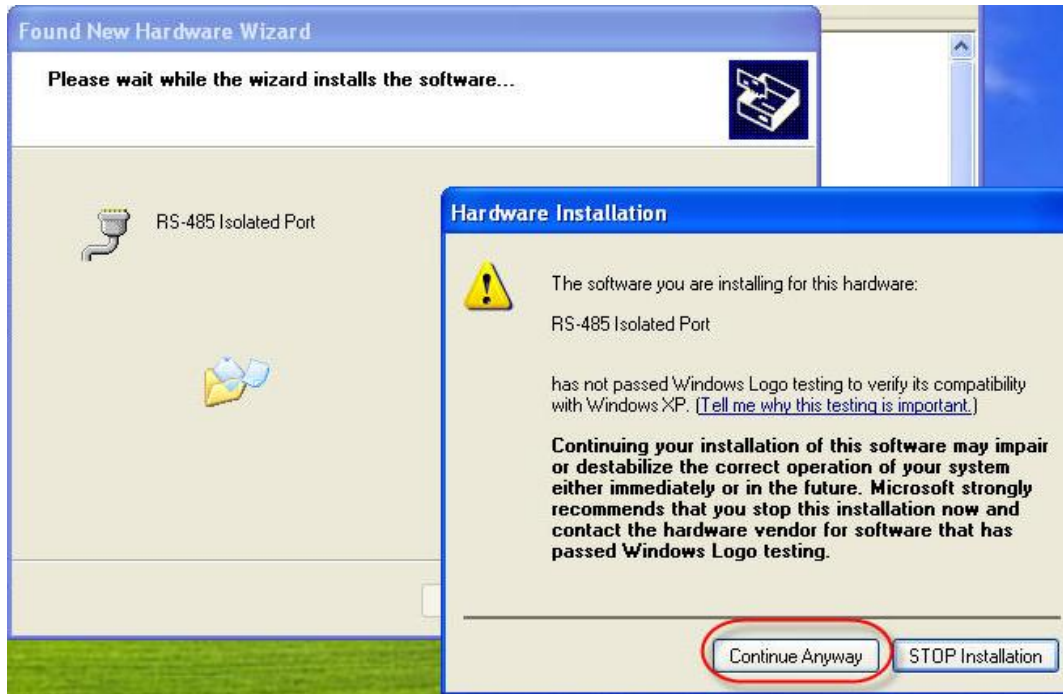 Found New Hardware Wizard
Please wait while the wizard installs the software...
RS-485 Isolated Port
Hardware Installation
The software you are installing for this hardware:
RS-485 Isolated Port
has not passed Windows Logo testing to verify its compatibility
with Windows XP. (Tell me why this testing is important.)
Continuing your installation of this software may impair
or destabilize the correct operation of your system
either immediately or in the future. Microsoft strongly
recommends that you stop this installation now and
contact the hardware vendor for software that has
passed Windows Logo testing.
Continue Anyway
STOP Installation